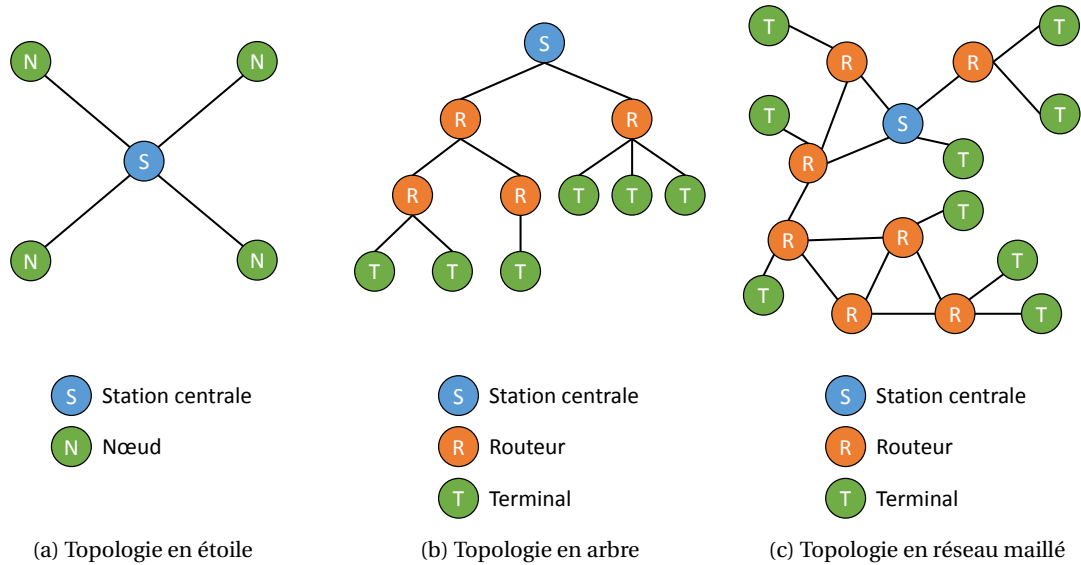 N
N
S
N
N
S
Station centrale
N
Nœud
(a) Topologie en étoile
S
R
R
R
R
T
T
T
T
T
T
S
Station centrale
R
Routeur
T
Terminal
(b) Topologie en arbre
T
T
R
R
T
T
S
T
R
T
R
R
T
T
R
R
T
S
Station centrale
R
Routeur
T
Terminal
(c) Topologie en réseau maillé